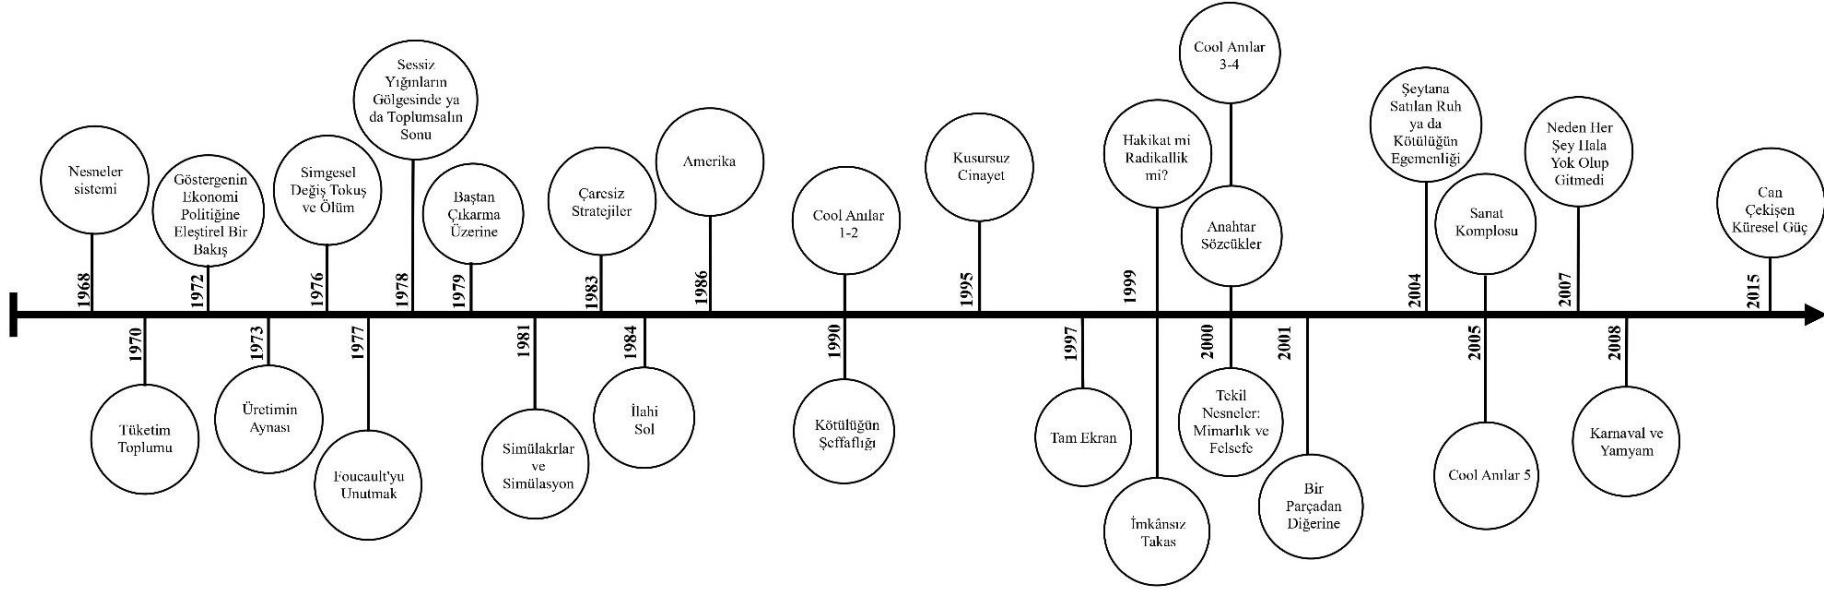 Nesneler
sistemi
1968
1970
Tüketim
Toplumu
Göstergenin
Ekonomi
Politiğine
Eleştirel Bir
Bakış
1972
1973
Üretimin
Aynası
Simgesel
Değiş Tokuş
ve Ölüm
1976
1977
Foucault'yu
Unutmak
Sessiz
Yığınların
Gölgesinde ya
da Toplumsalın
Sonu
1978
Baştan
Çıkarma
Üzerine
1979
1981
Simülakrlar
ve
Simülasyon
Çaresiz
Stratejiler
1983
1984
İlahi
Sol
Amerika
1986
Cool Anılar
1-2
1990
Kötülüğün
Şeffaflığı
Kusursuz
Cinayet
1995
1997
Tam Ekran
Hakikat mi
Radikallik
mi?
1999
İmkânsız
Takas
Cool Anılar
3-4
Anahtar
Sözcükler
2000
Tekil
Nesneler:
Mimarlık ve
Felsefe
2001
Bir
Parçadan
Diğerine
Şeytana
Satılan Ruh
ya da
Kötülüğün
Egemenliği
2004
Sanat
Komplosu
2005
Cool Anılar 5
Neden Her
Şey Hala
Yok Olup
Gitmedi
2007
2008
Karnaval ve
Yamyam
Can
Çekişen
Küresel Güç
2015